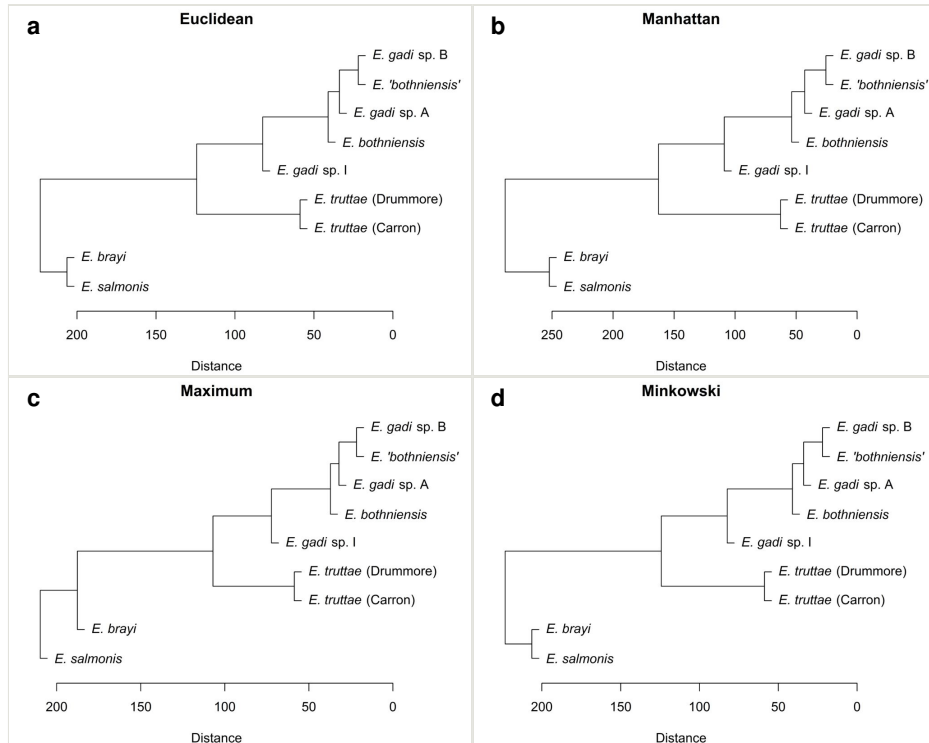 a
Euclidean
E. gadi sp. B
E. 'bothniensis'
E. gadi sp. A
E. bothniensis
E. gadi sp. I
E. truttae (Drummore)
E. truttae (Carron)
E. brayi
E. salmonis
200 150 100 50 0
Distance
b
Manhattan
E. gadi sp. B
E. 'bothniensis'
E. gadi sp. A
E. bothniensis
E. gadi sp. I
E. truttae (Drummore)
E. truttae (Carron)
E. brayi
E. salmonis
250 200 150 100 50 0
Distance
c
Maximum
E. gadi sp. B
E. 'bothniensis'
E. gadi sp. A
E. bothniensis
E. gadi sp. I
E. truttae (Drummore)
E. truttae (Carron)
E. brayi
E. salmonis
200 150 100 50 0
Distance
d
Minkowski
E. gadi sp. B
E. 'bothniensis'
E. gadi sp. A
E. bothniensis
E. gadi sp. I
E. truttae (Drummore)
E. truttae (Carron)
E. brayi
E. salmonis
200 150 100 50 0
Distance